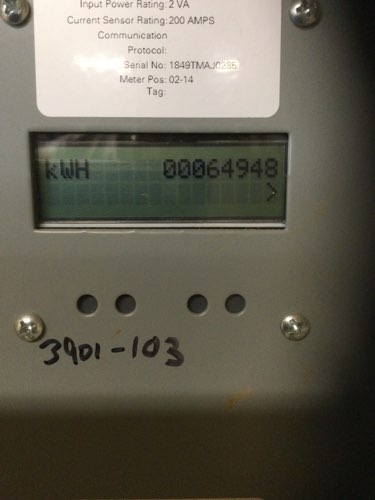 Input Power Rating: 2 VA
Current Sensor Rating: 200 AMPS
Communication
Protocol:
Serial No: 1849TMAJ0285
Meter Pos: 02-14
Tag:
kWH 00064948
>
3901-103